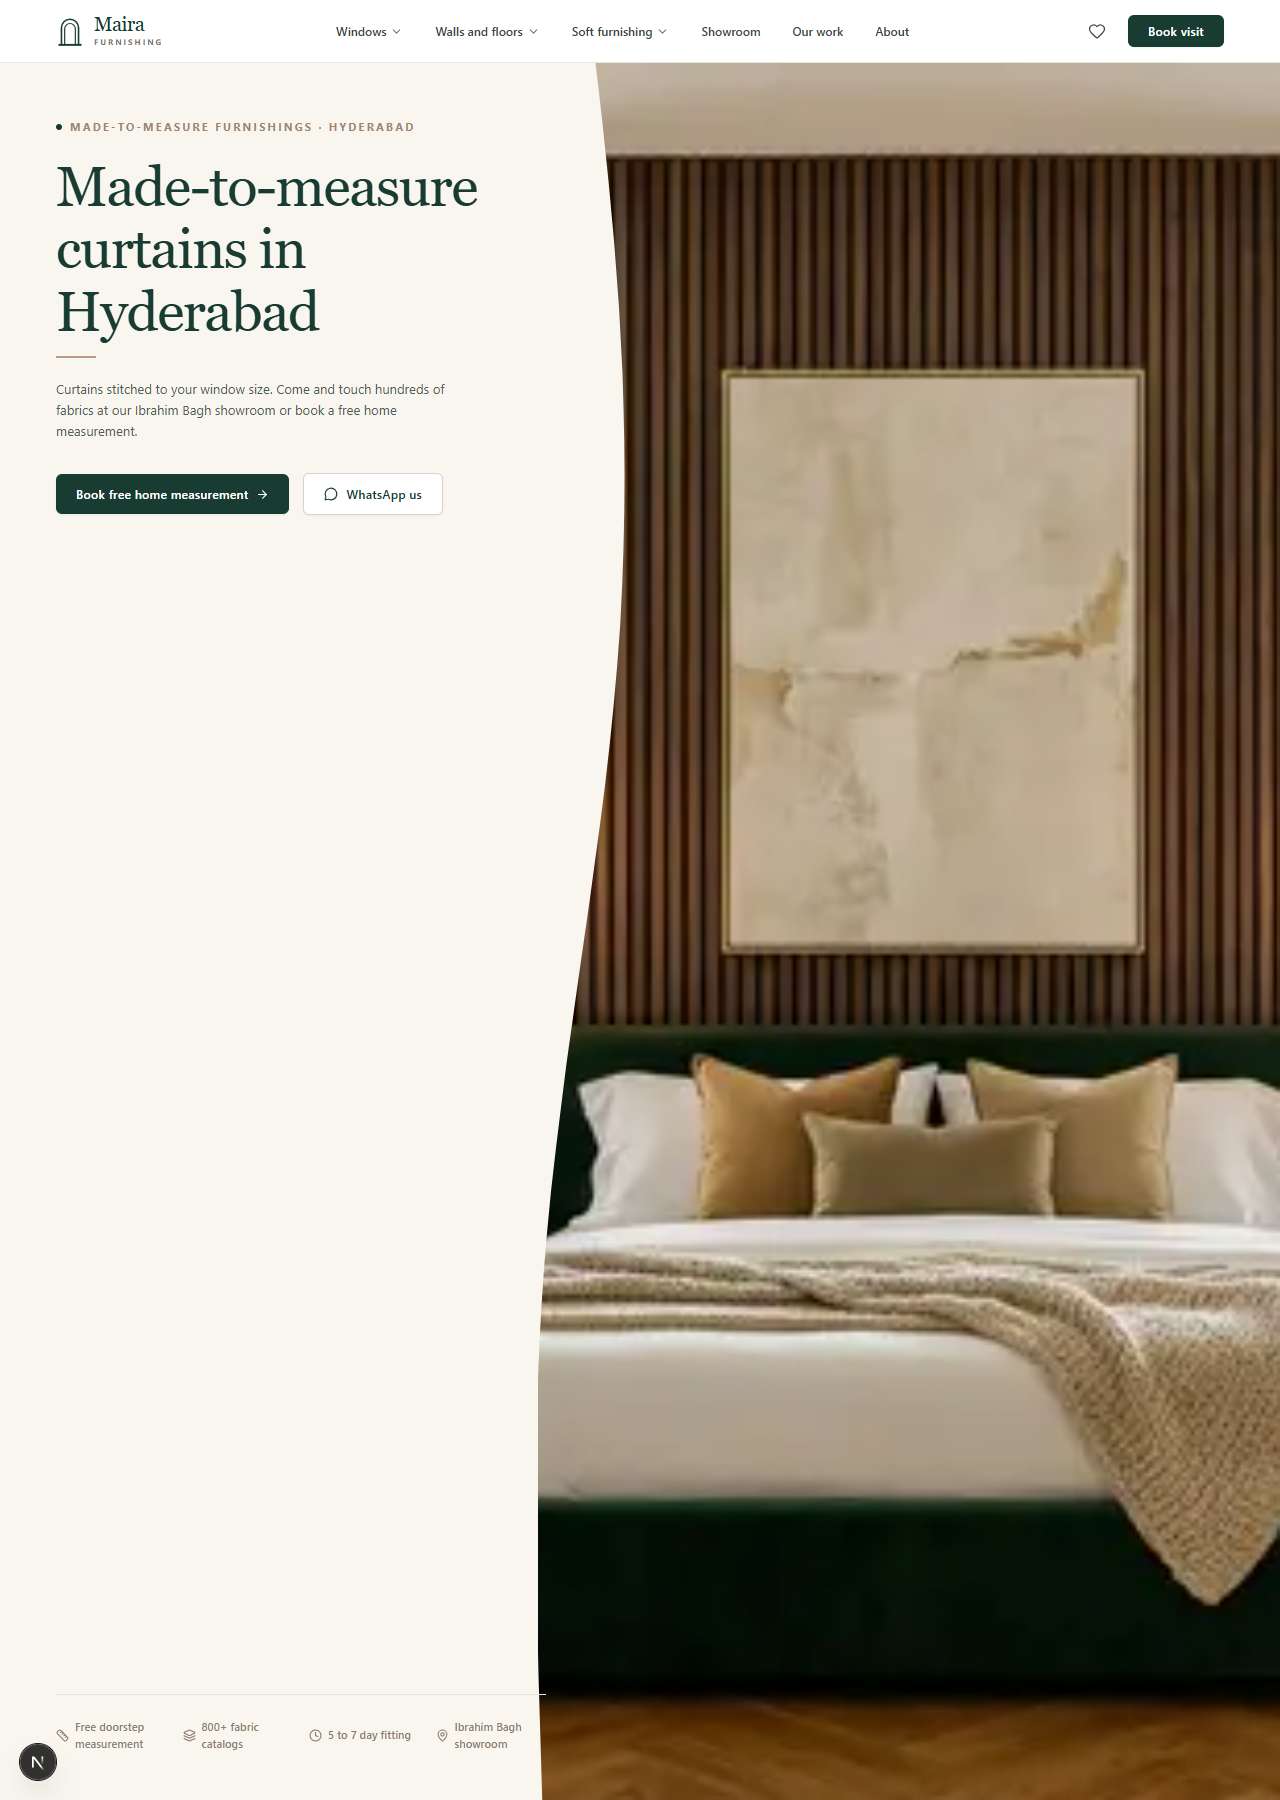 Maira
FURNISHING
Windows
Walls and floors
Soft furnishing
Showroom
Our work
About
Book visit
MADE-TO-MEASURE FURNISHINGS · HYDERABAD
Made-to-measure
curtains in
Hyderabad
Curtains stitched to your window size. Come and touch hundreds of
fabrics at our Ibrahim Bagh showroom or book a free home
measurement.
Book free home measurement
WhatsApp us
Free doorstep
measurement
800+ fabric
catalogs
5 to 7 day fitting
Ibrahim Bagh
showroom
N